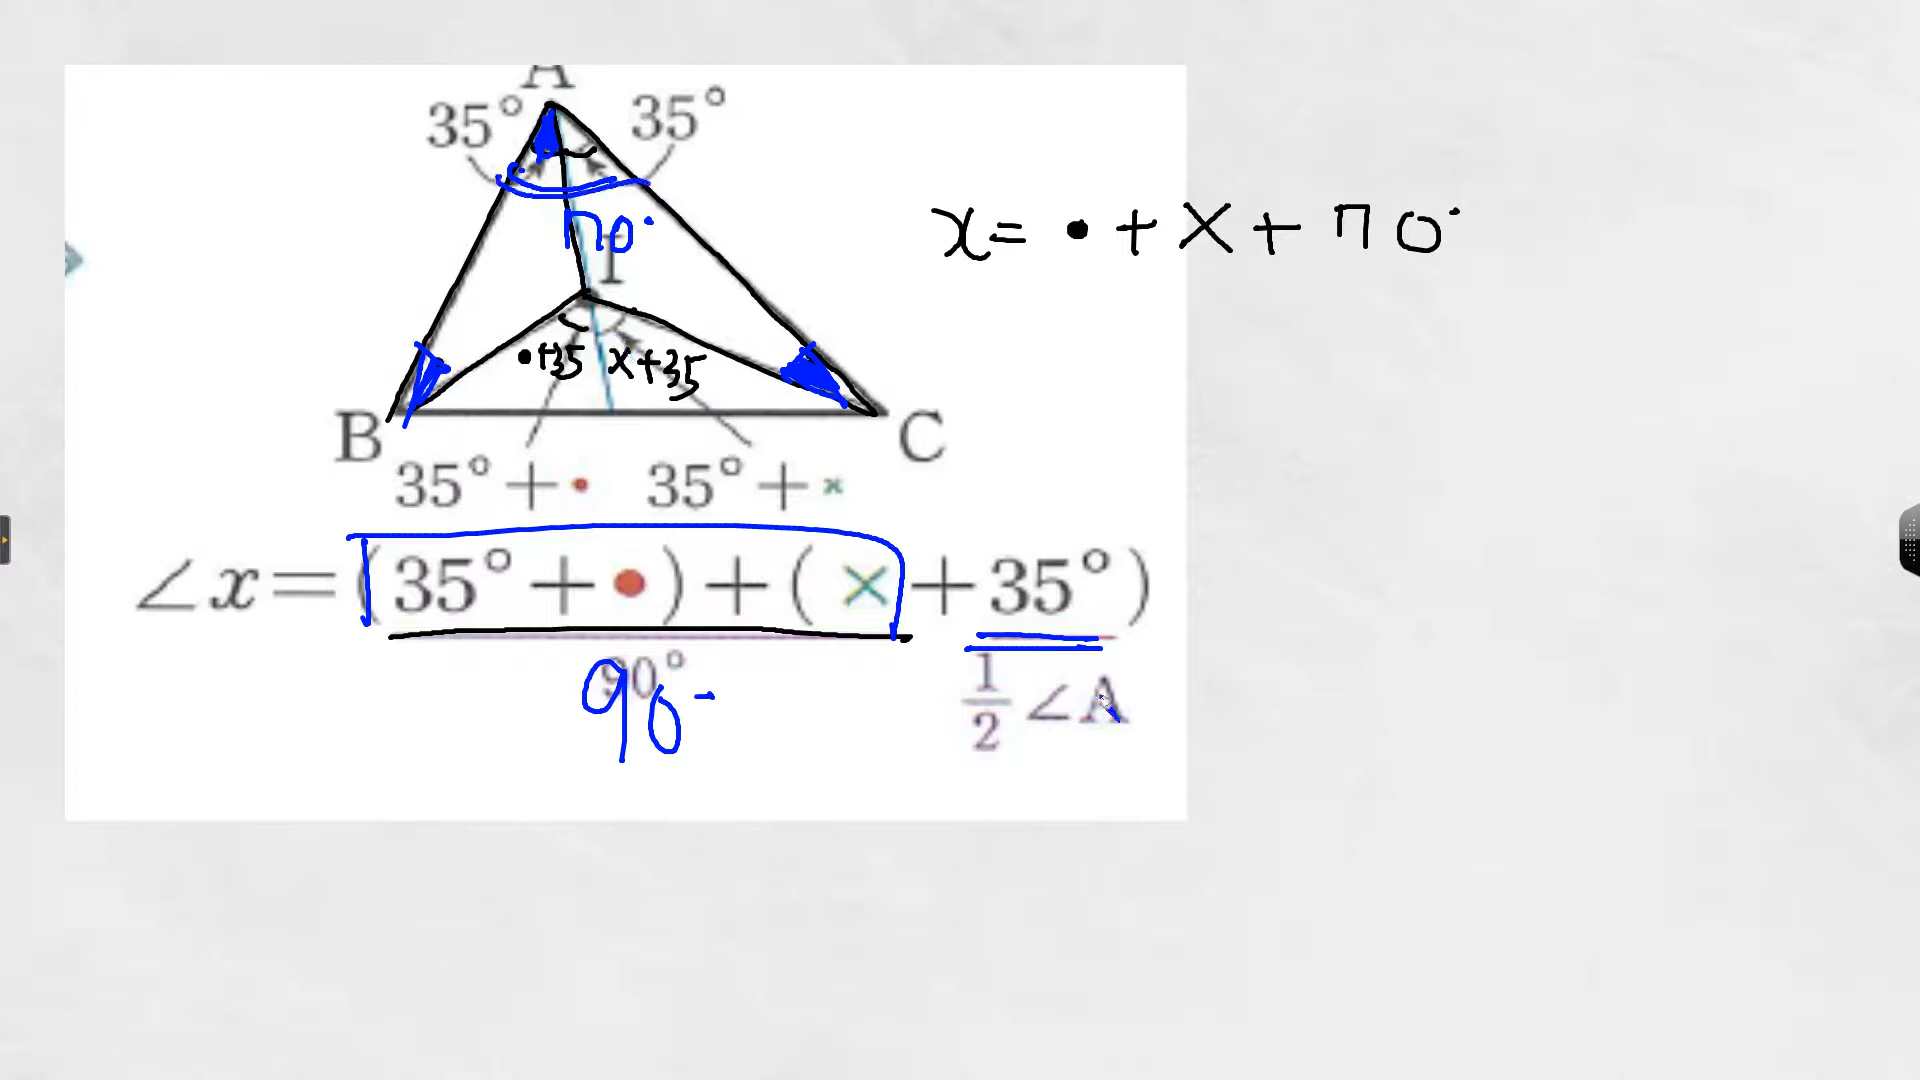 A
35° 35°
70°
I
x= • + x + 70°
•+35 x+35
B C
35°+• 35°+×
∠x=(35°+•)+(×+35°)
90°
90°
1/2 ∠A